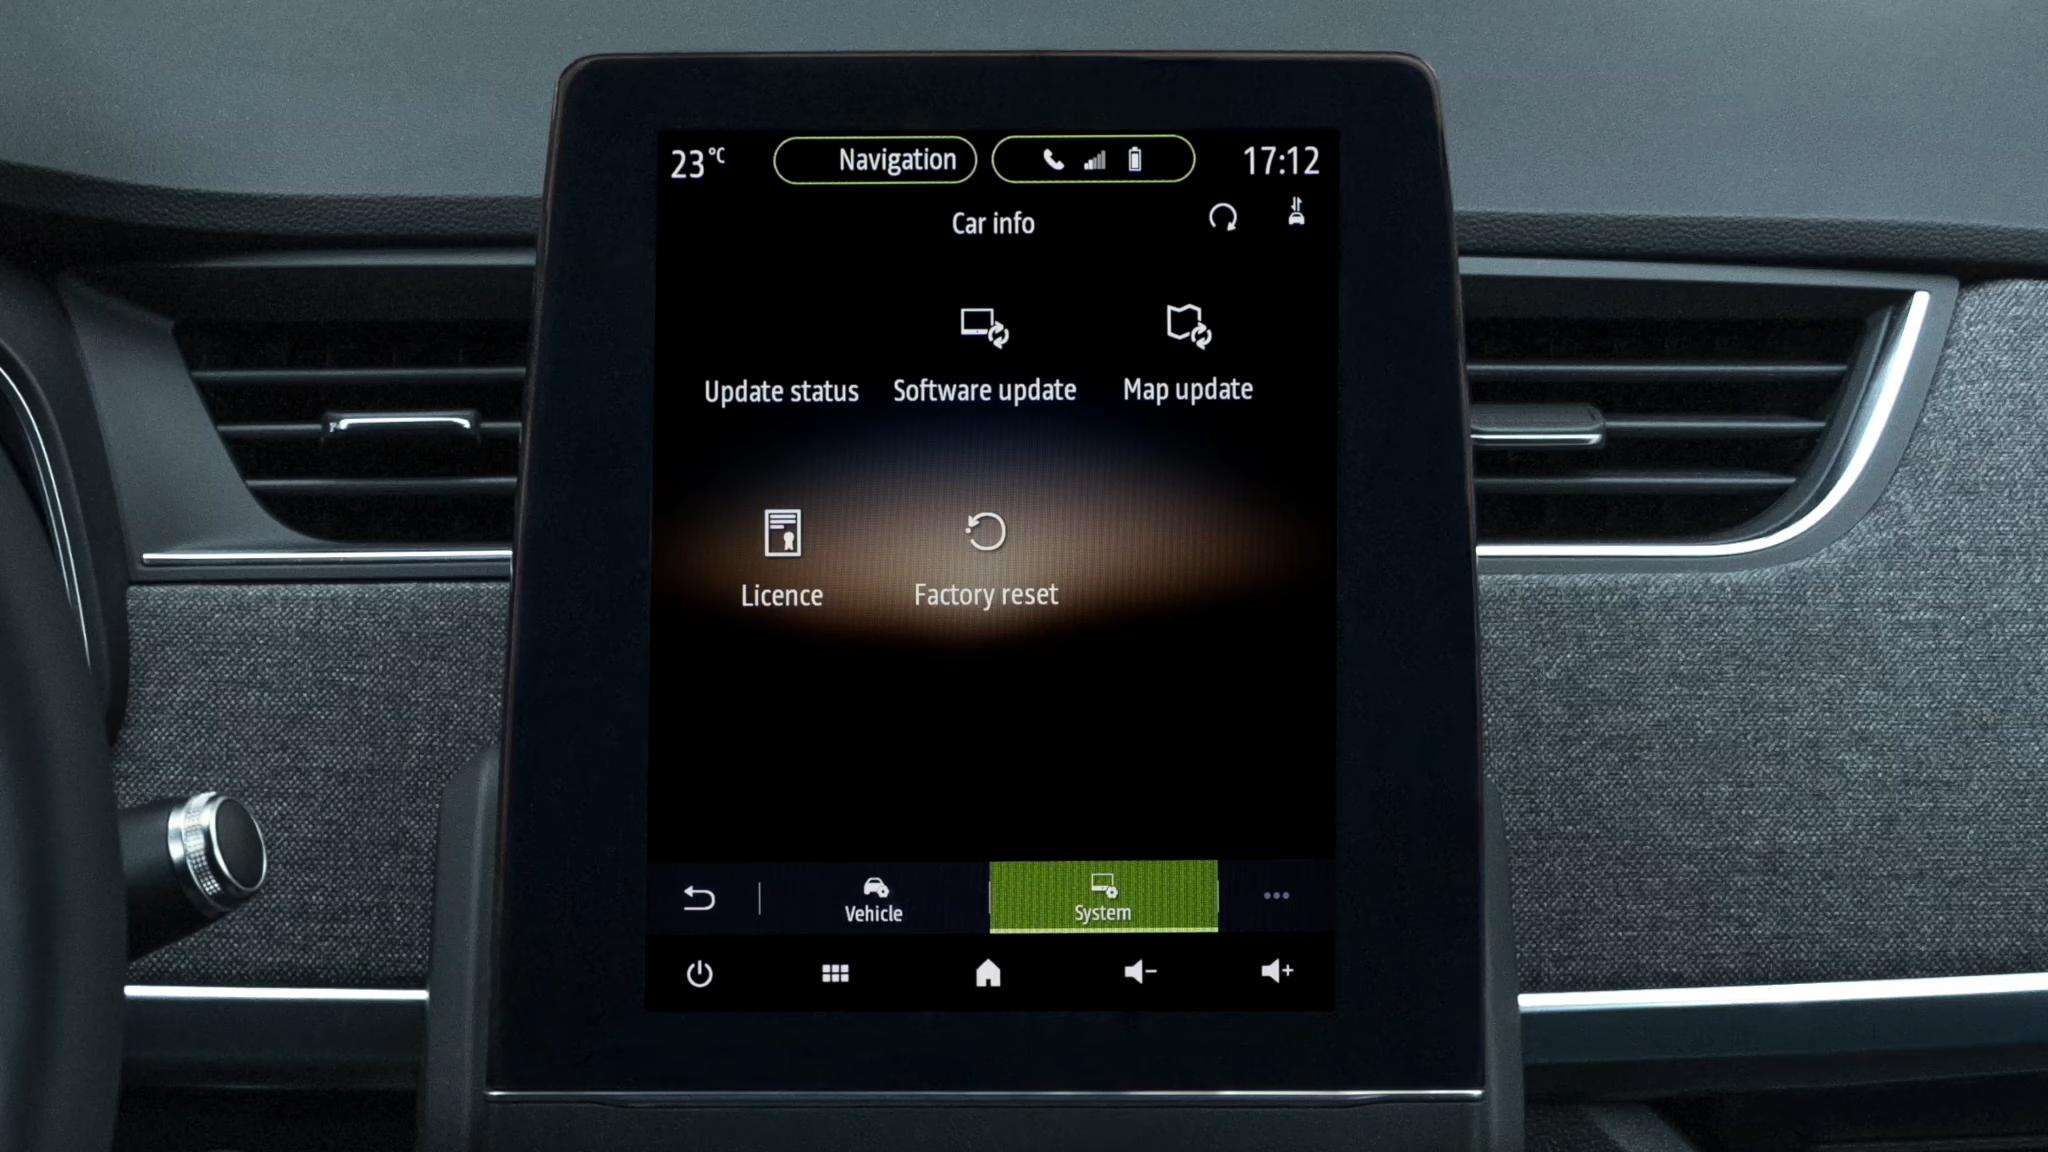 23°C
Navigation
17:12
Car info
Update status
Software update
Map update
Licence
Factory reset
Vehicle
System